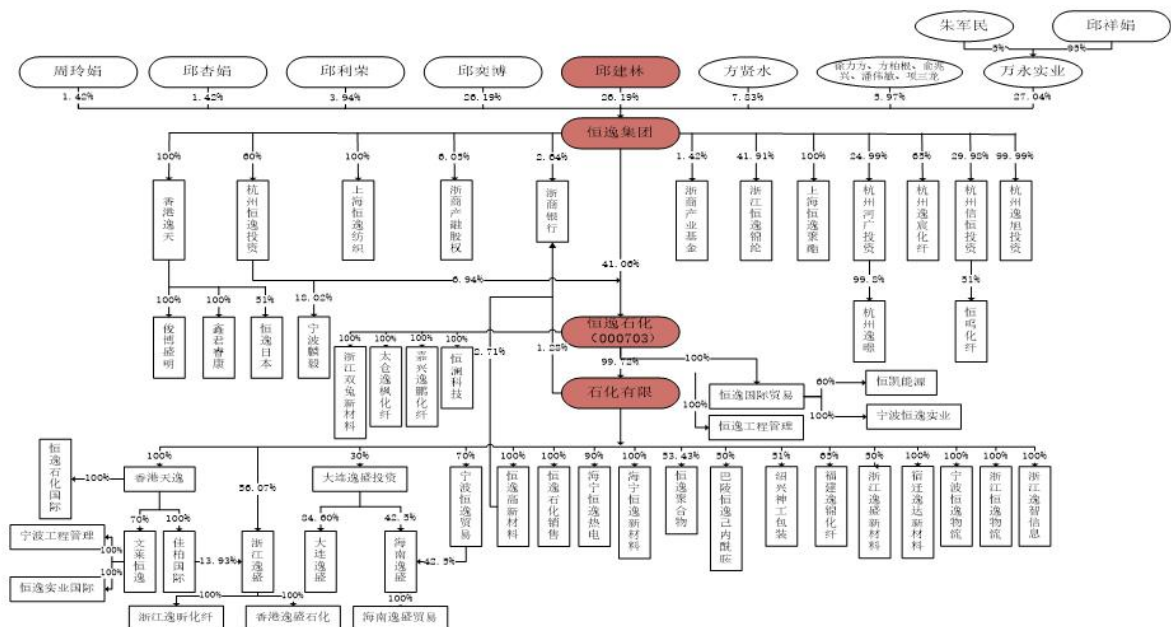 朱军民
邱祥娟
5%
95%
周玲娟
邱杏娟
邱利荣
邱奕博
邱建林
方贤水
徐力方、方柏根、俞兆
兴、潘伟敏、项三龙
万永实业
1.42%
1.42%
3.94%
26.19%
26.19%
7.83%
5.97%
27.04%
恒逸集团
100%
60%
100%
6.05%
2.64%
1.42%
41.91%
100%
24.99%
65%
29.98%
99.99%
香港逸天
杭州恒逸投资
上海恒逸纺织
浙商产融股权
浙商银行
浙商产业基金
浙江恒逸锦纶
上海恒逸聚酯
杭州河广投资
杭州逸宸化纤
杭州信恒投资
杭州逸旭投资
41.06%
6.94%
99.8%
51%
100%
100%
51%
18.02%
俊博盛明
鑫君睿康
恒逸日本
宁波麟毅
杭州逸暻
恒鸣化纤
恒逸石化
(000703)
100%
100%
100%
100%
2.71%
浙江双兔新材料
太仓逸枫化纤
嘉兴逸鹏化纤
恒澜科技
99.72%
100%
石化有限
100%
恒逸国际贸易
60%
恒凯能源
100%
宁波恒逸实业
恒逸工程管理
恒逸石化国际
100%
100%
香港天逸
56.07%
30%
大连逸盛投资
70%
100%
100%
90%
100%
53.43%
50%
51%
65%
50%
100%
100%
100%
100%
宁波恒逸贸易
恒逸高新材料
恒逸石化销售
海宁恒逸热电
海宁恒逸新材料
恒逸聚合物
巴陵恒逸己内酰胺
绍兴神工包装
福建逸锦化纤
浙江逸盛新材料
宿迁逸达新材料
宁波恒逸物流
浙江恒逸物流
浙江逸智信息
70%
100%
84.60%
42.5%
宁波工程管理
100%
文莱恒逸
佳柏国际
13.93%
浙江逸盛
大连逸盛
海南逸盛
42.5%
恒逸实业国际
100%
100%
100%
100%
浙江逸昕化纤
香港逸盛石化
海南逸盛贸易